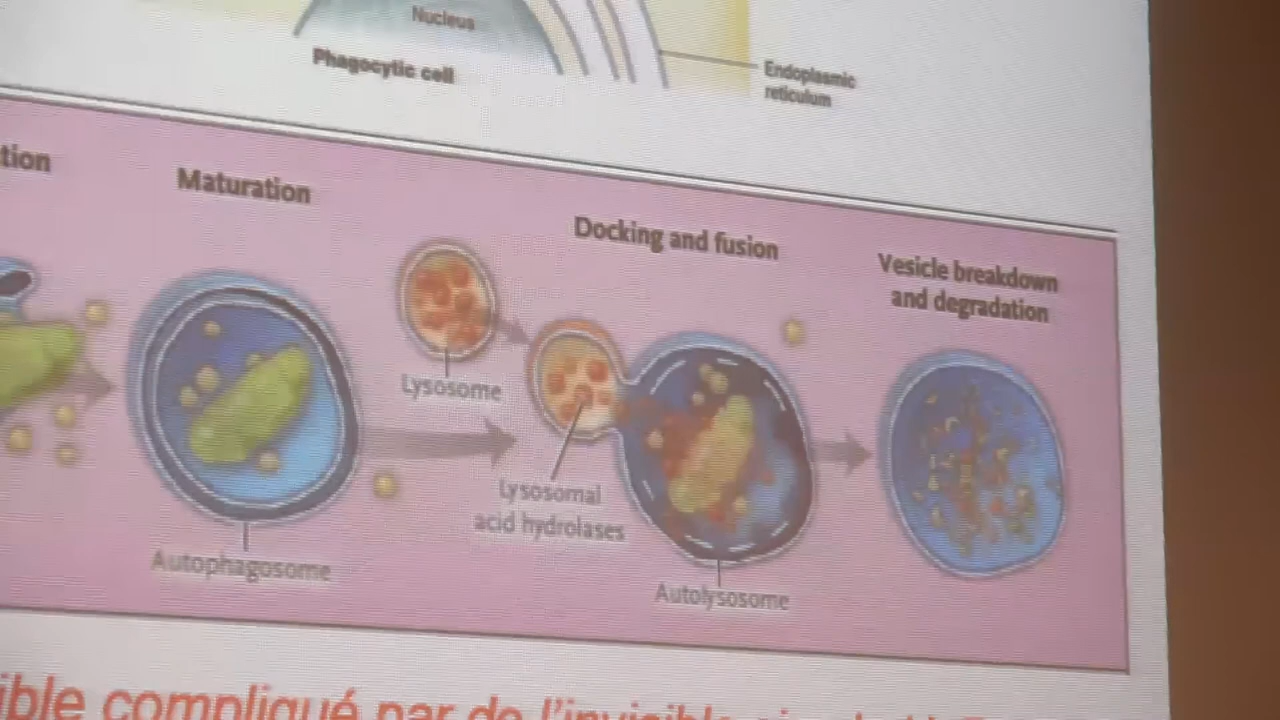 Nucleus
Phagocytic cell
Endoplasmic
reticulum
tion
Maturation
Docking and fusion
Vesicle breakdown
and degradation
Lysosome
Lysosomal
acid hydrolases
Autophagosome
Autolysosome
ible compliqué par de l'invisible